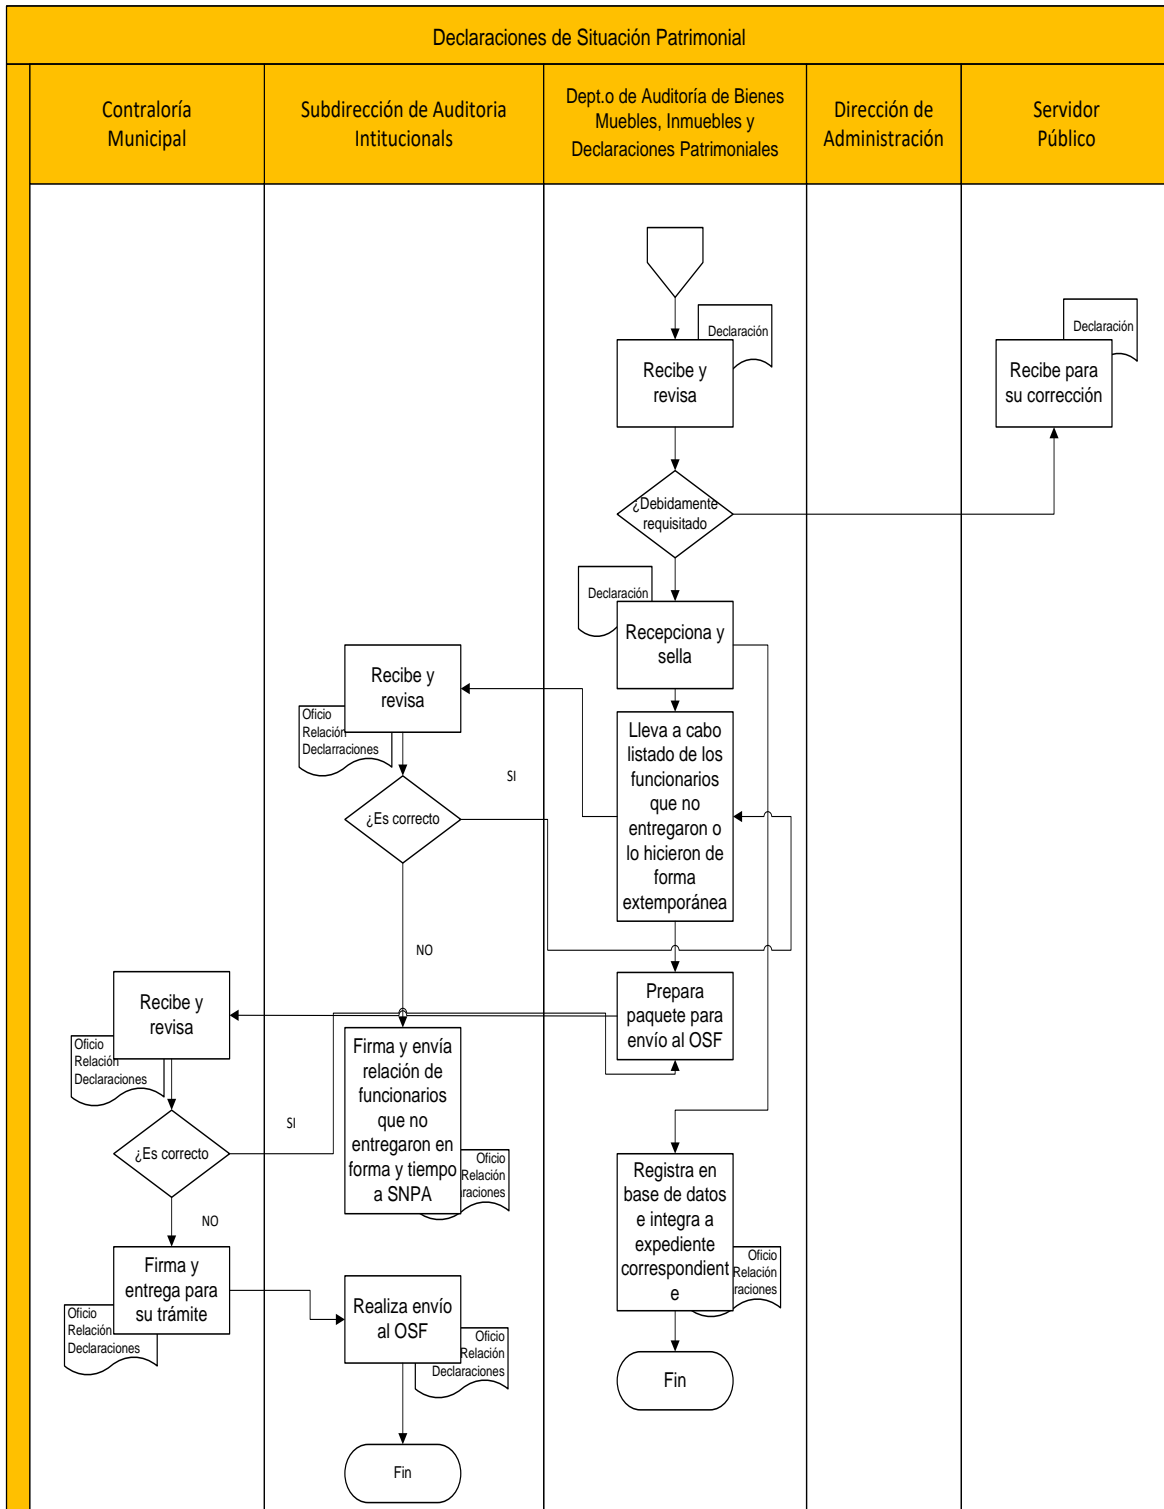 Declaraciones de Situación Patrimonial
Contraloría
Municipal
Subdirección de Auditoria
Intitucionals
Dept.o de Auditoría de Bienes
Muebles, Inmuebles y
Declaraciones Patrimoniales
Dirección de
Administración
Servidor
Público
Declaración
Recibe y
revisa
Declaración
Recibe para
su corrección
¿Debidamente
requisitado
Declaración
Recepciona y
sella
Recibe y
revisa
Oficio
Relación
Declarraciones
SI
¿Es correcto
Lleva a cabo
listado de los
funcionarios
que no
entregaron o
lo hicieron de
forma
extemporánea
NO
Prepara
paquete para
envío al OSF
Recibe y
revisa
Oficio
Relación
Declaraciones
Firma y envía
relación de
funcionarios
que no
entregaron en
forma y tiempo
a SNPA
Oficio
Relación
raciones
SI
¿Es correcto
NO
Registra en
base de datos
e integra a
expediente
correspondient
e
Oficio
Relación
raciones
Firma y
entrega para
su trámite
Oficio
Relación
Declaraciones
Realiza envío
al OSF
Oficio
Relación
Declaraciones
Fin
Fin